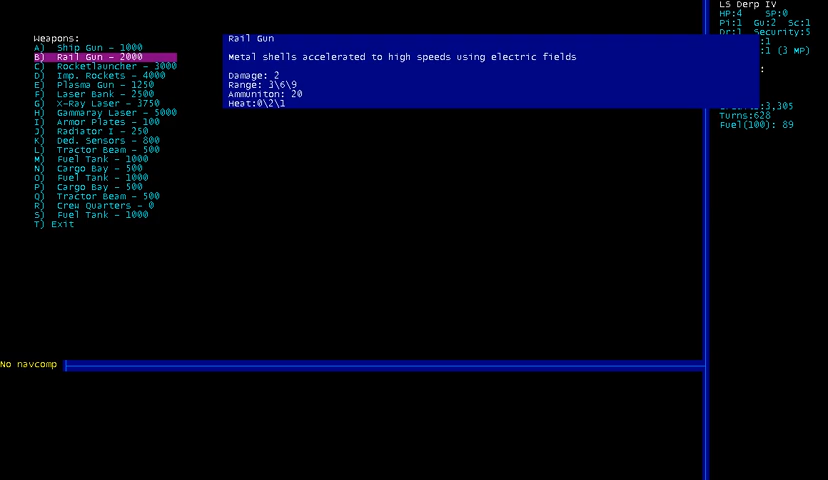 Weapons:
A) Ship Gun - 1000
B) Rail Gun - 2000
C) Rocketlauncher - 3000
D) Imp. Rockets - 4000
E) Plasma Gun - 1250
F) Laser Bank - 2500
G) X-Ray Laser - 3750
H) Gammaray Laser - 5000
I) Armor Plates - 100
J) Radiator I - 250
K) Ded. Sensors - 800
L) Tractor Beam - 500
M) Fuel Tank - 1000
N) Cargo Bay - 500
O) Fuel Tank - 1000
P) Cargo Bay - 500
Q) Tractor Beam - 500
R) Crew Quarters - 0
S) Fuel Tank - 1000
T) Exit
Rail Gun
Metal shells accelerated to high speeds using electric fields
Damage: 2
Range: 3\6\9
Ammuniton: 20
Heat:0\2\1
LS Derp IV
HP:4 SP:0
Pi:1 Gu:2 Sc:1
Dr:1 Security:5
:1
:1 (3 MP)
:
:3,305
Turns:628
Fuel(100): 89
No navcomp